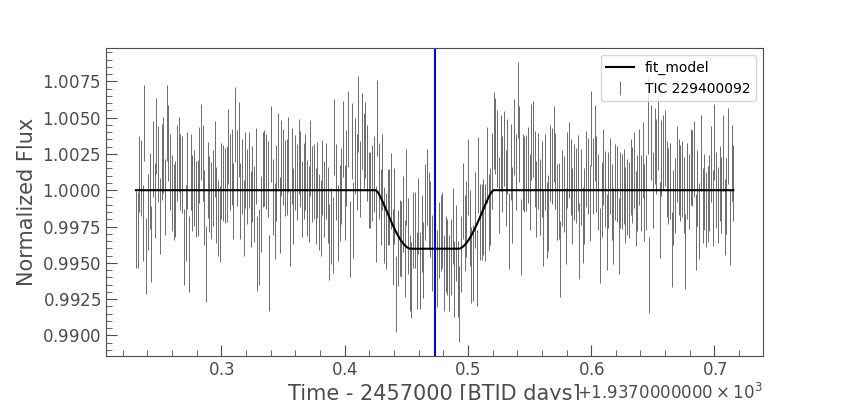 fit_model
TIC 229400092
1.0075
1.0050
1.0025
1.0000
0.9975
0.9950
0.9925
0.9900
Normalized Flux
0.3 0.4 0.5 0.6 0.7
Time - 2457000 [BTJD days]
+1.9370000000 × 10³